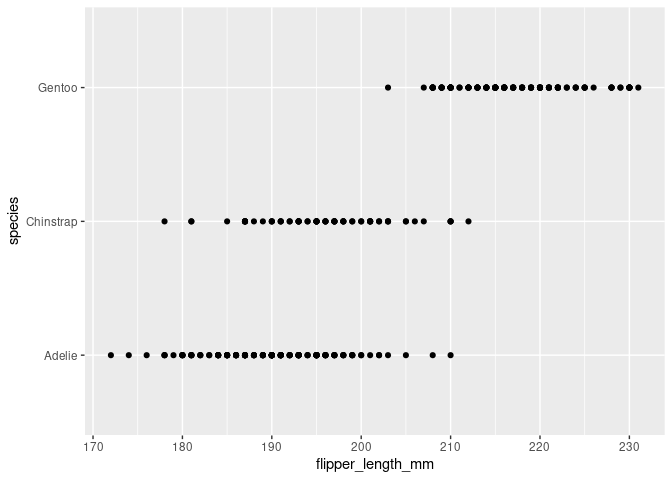 Gentoo
Chinstrap
Adelie
species
170 180 190 200 210 220 230
flipper_length_mm